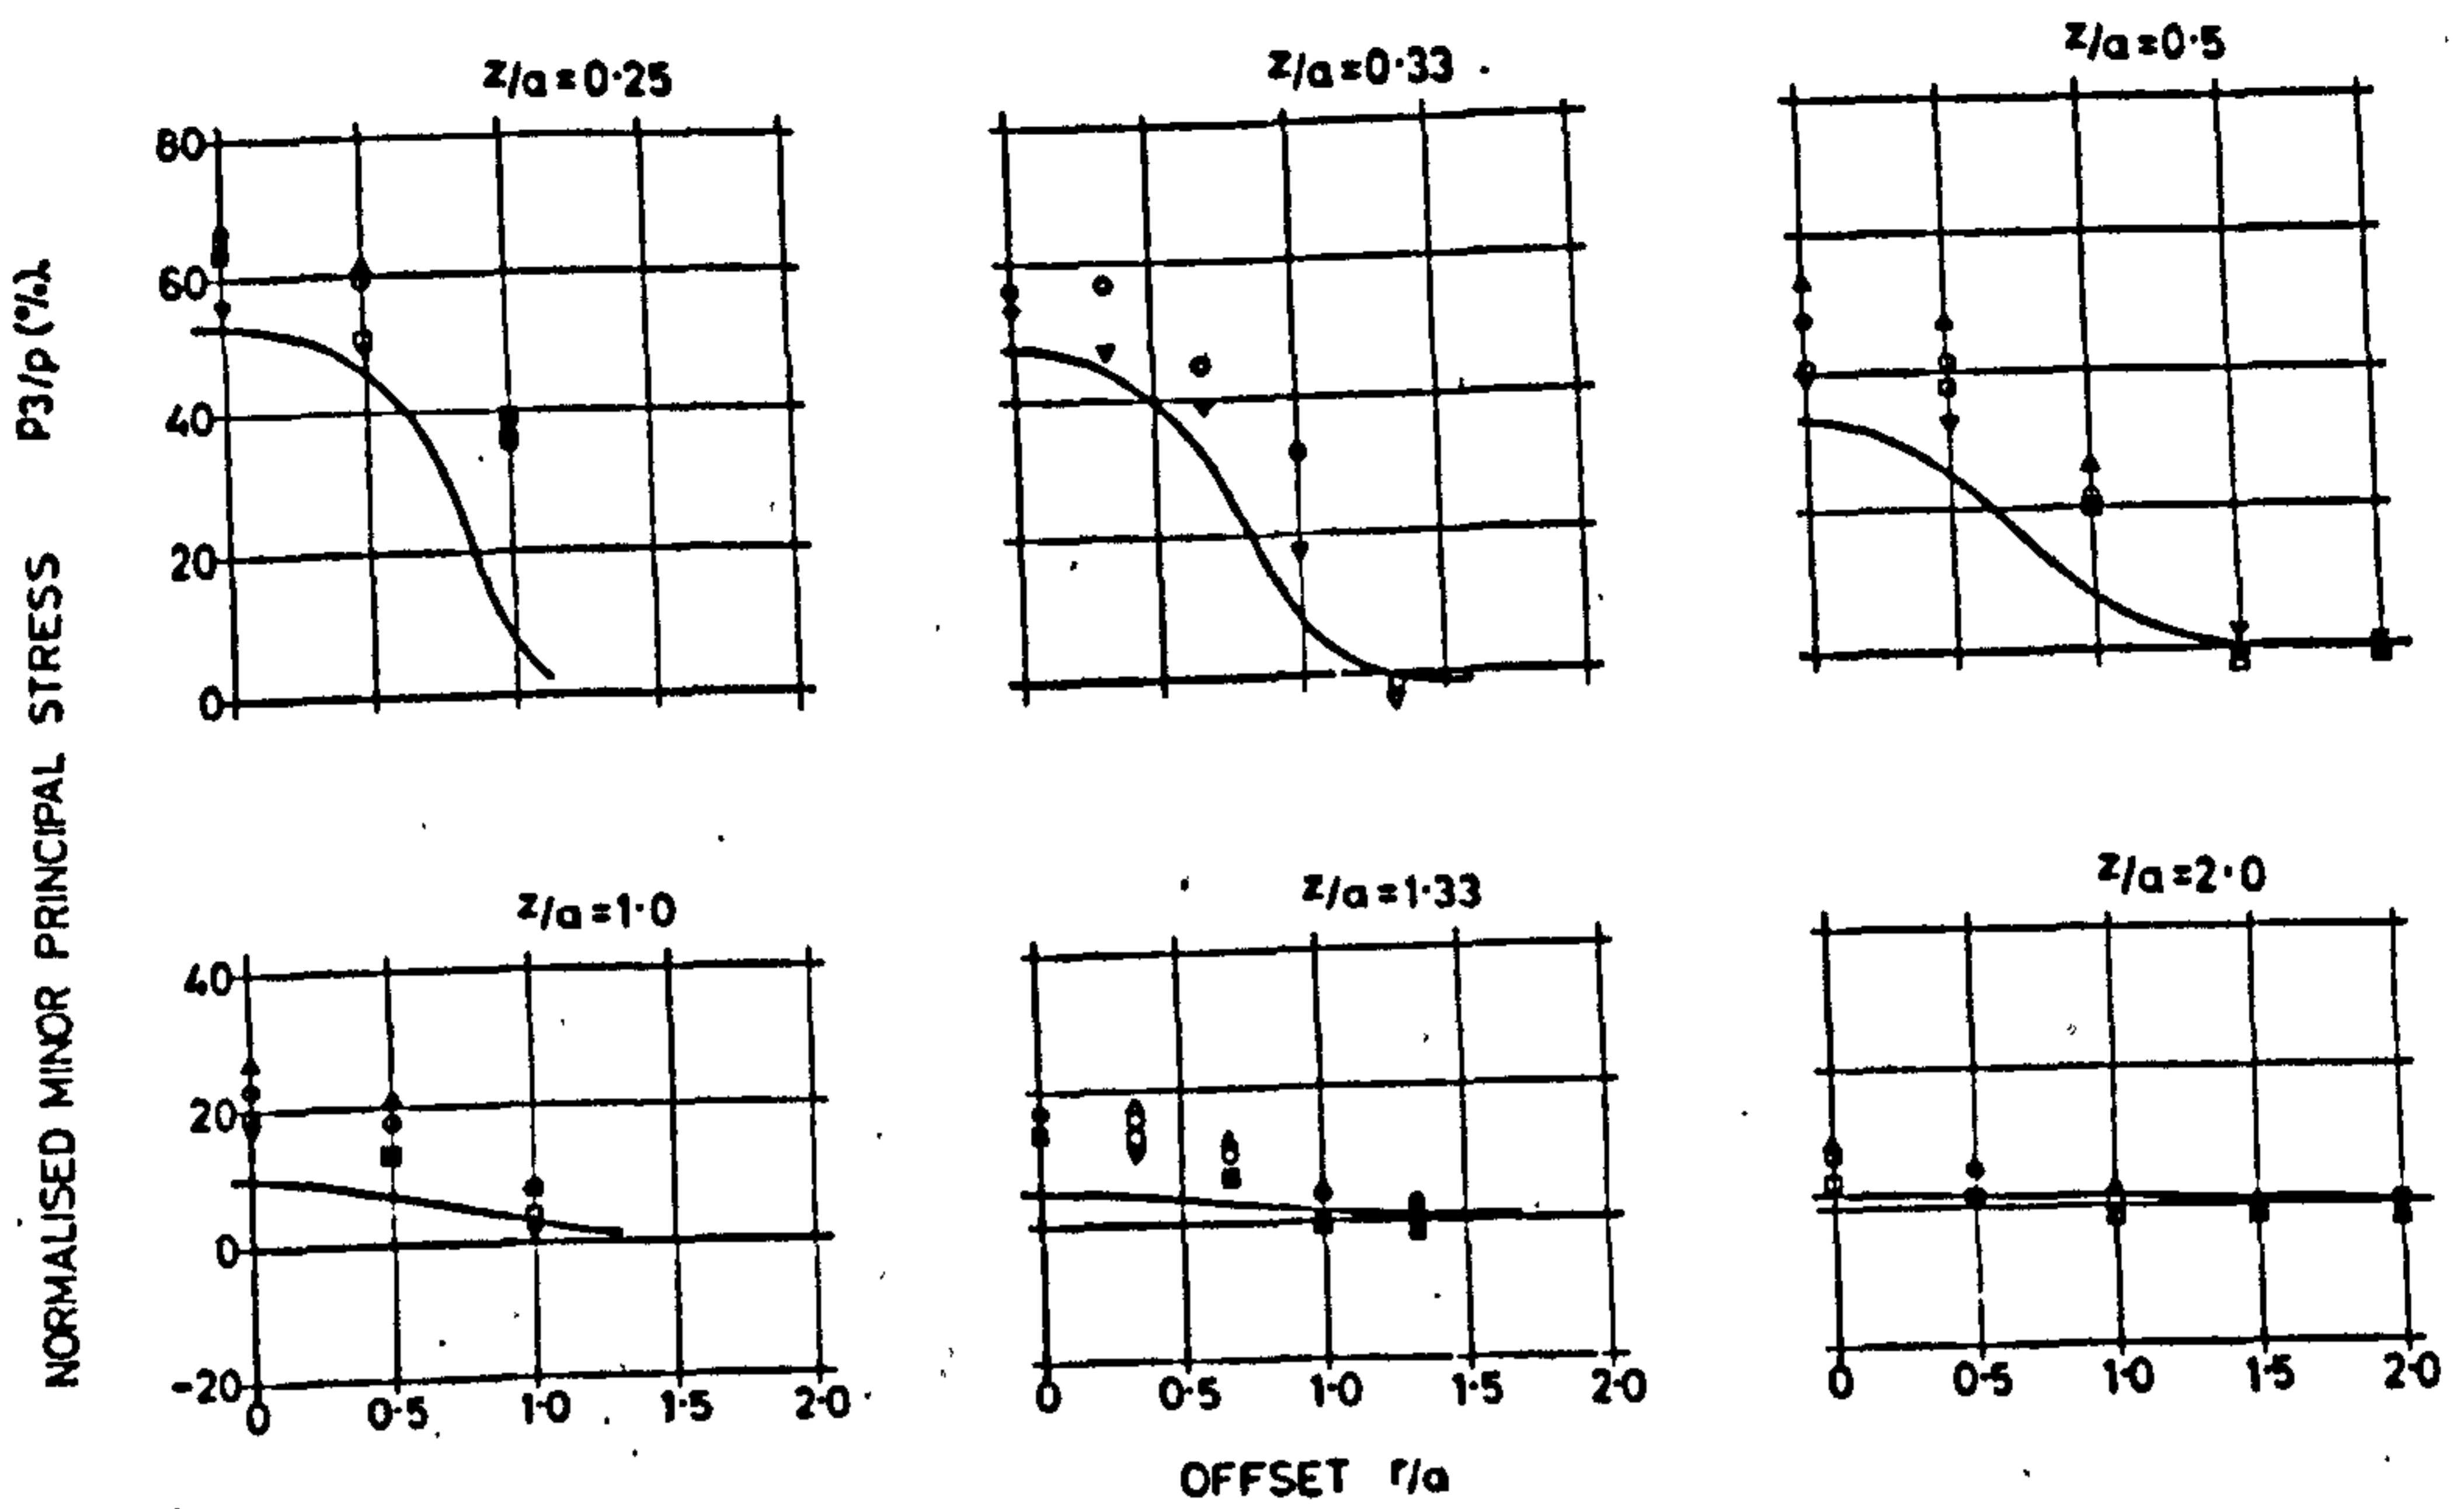 z/a=0·25
z/a=0·33
z/a=0·5
80
60
40
20
0
NORMALISED MINOR PRINCIPAL STRESS P3/p (%)
z/a=1·0
z/a=1·33
z/a=2·0
40
20
0
-20
0 0·5 1·0 1·5 2·0
0 0·5 1·0 1·5 2·0
0 0·5 1·0 1·5 2·0
OFFSET r/a